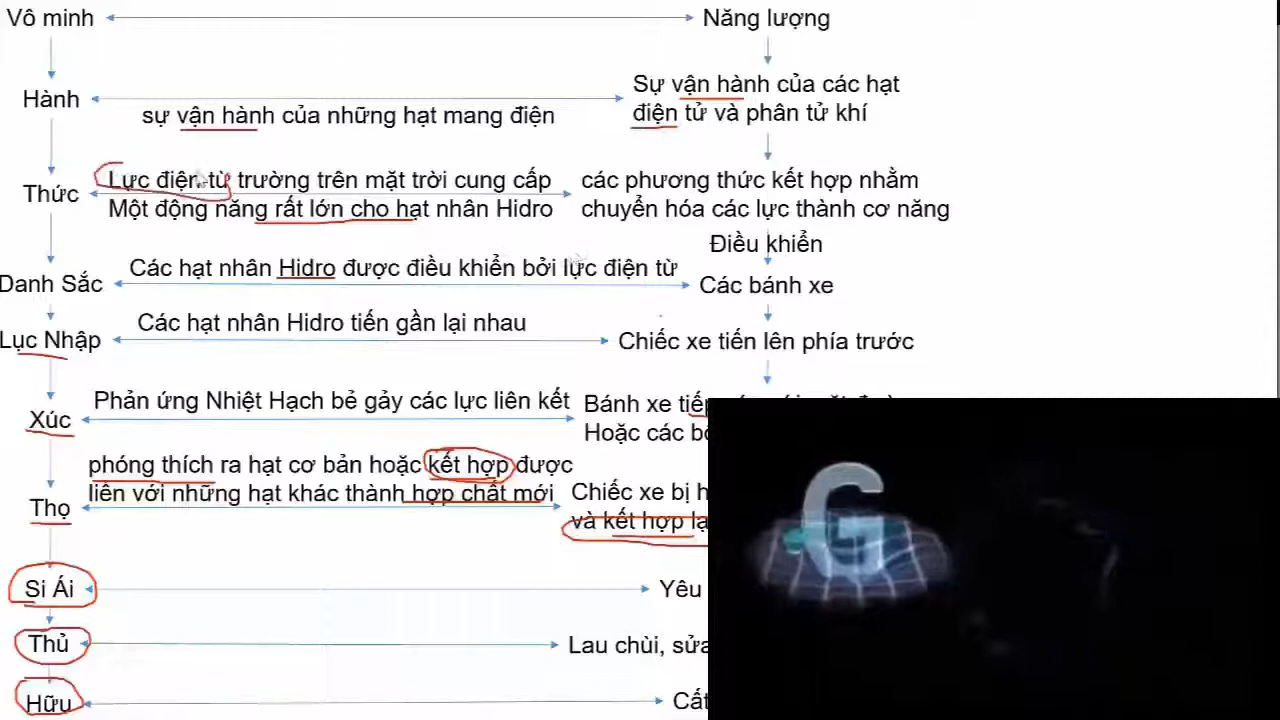 Vô minh
Năng lượng
Hành
sự vận hành của những hạt mang điện
Sự vận hành của các hạt
điện tử và phân tử khí
Thức
Lực điện từ trường trên mặt trời cung cấp
Một động năng rất lớn cho hạt nhân Hidro
các phương thức kết hợp nhằm
chuyển hóa các lực thành cơ năng
Điều khiển
Danh Sắc
Các hạt nhân Hidro được điều khiển bởi lực điện từ
Các bánh xe
Lục Nhập
Các hạt nhân Hidro tiến gần lại nhau
Chiếc xe tiến lên phía trước
Xúc
Phản ứng Nhiệt Hạch bẻ gảy các lực liên kết
Bánh xe
Hoặc các
Thọ
phóng thích ra hạt cơ bản hoặc kết hợp được
liên với những hạt khác thành hợp chất mới
Chiếc xe bị
và kết hợp
Si Ái
Yêu
Thủ
Lau chùi, sửa
Hữu
Cất
G